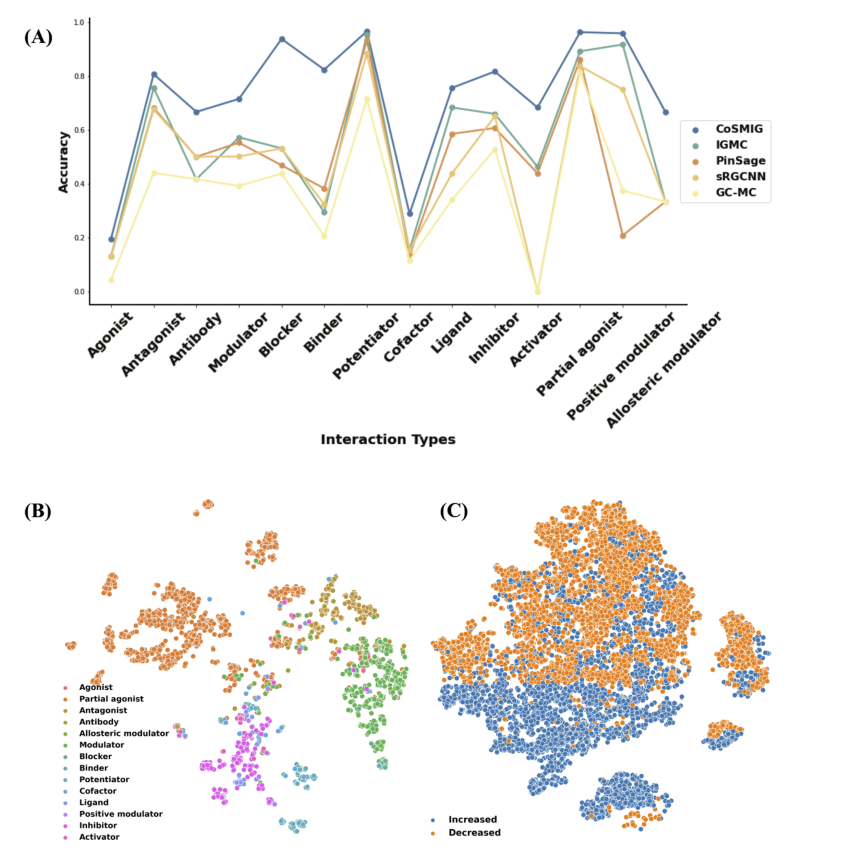 (A)
1.0
0.8
0.6
0.4
0.2
0.0
Accuracy
CoSMIG
IGMC
PinSage
sRGCNN
GC-MC
Agonist
Antagonist
Antibody
Modulator
Blocker
Binder
Potentiator
Cofactor
Ligand
Inhibitor
Activator
Partial agonist
Positive modulator
Allosteric modulator
Interaction Types
(B)
Agonist
Partial agonist
Antagonist
Antibody
Allosteric modulator
Modulator
Blocker
Binder
Potentiator
Cofactor
Ligand
Positive modulator
Inhibitor
Activator
(C)
Increased
Decreased